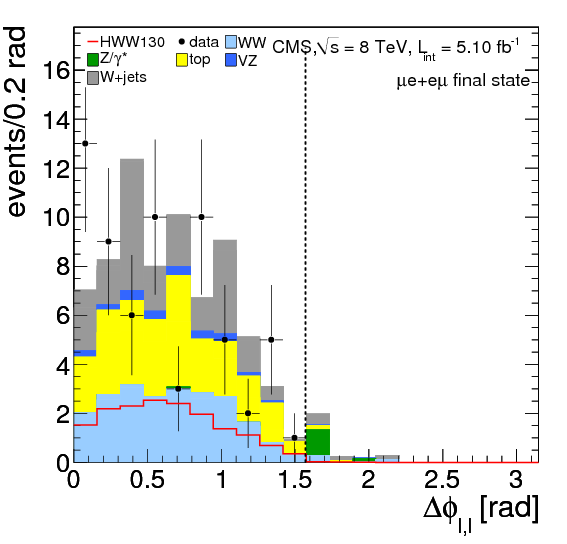 HWW130 data WW CMS,√s = 8 TeV, L_int = 5.10 fb⁻¹
Z/γ* top VZ
W+jets
μe+eμ final state
events/0.2 rad
16
14
12
10
8
6
4
2
0
0 0.5 1 1.5 2 2.5 3
Δϕ_l,l [rad]